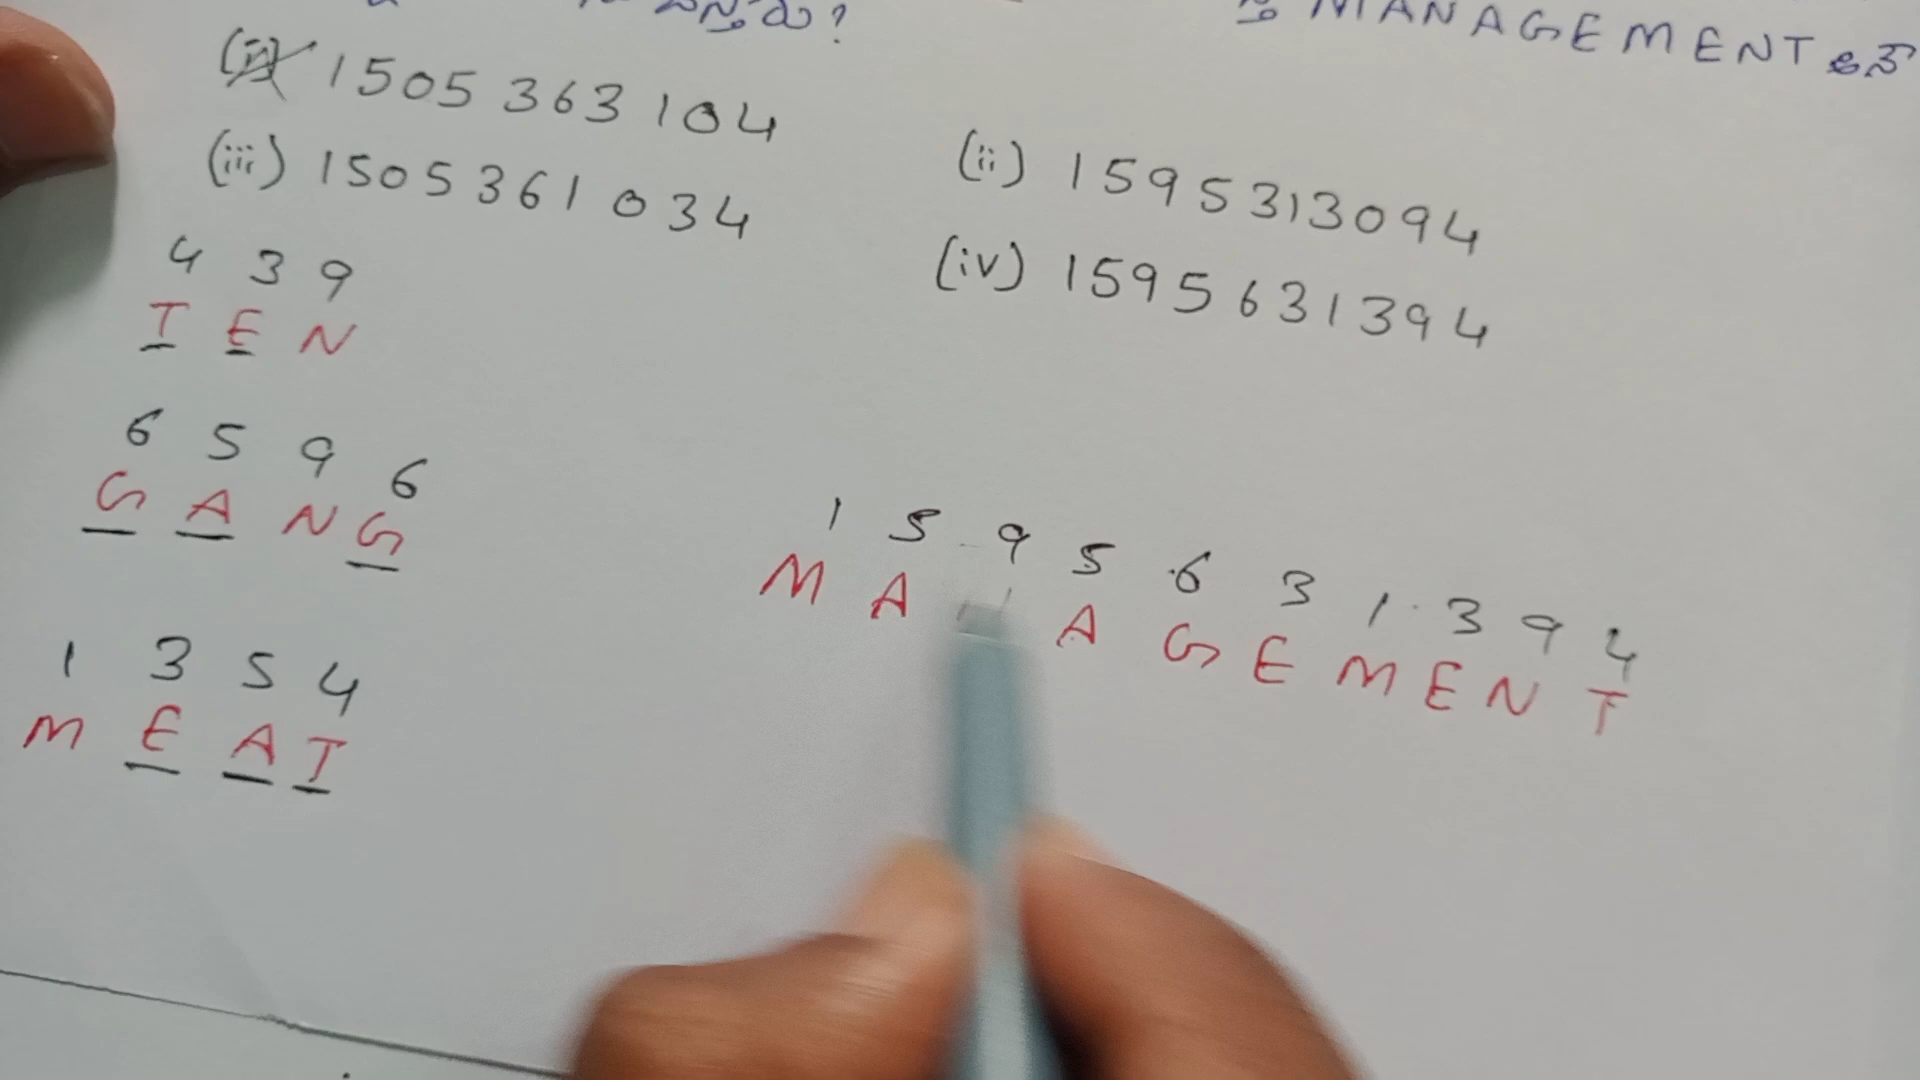 MANAGEMENT ಅನ
1505 363 104
(iii) 1505361034
(ii) 1595313094
(iv) 1595631394
4 3 9
T E N
6 5 9 6
G A N G
1 3 5 4
M E A T
1 5 9 5 6 3 1 3 9 4
M A A G E M E N T